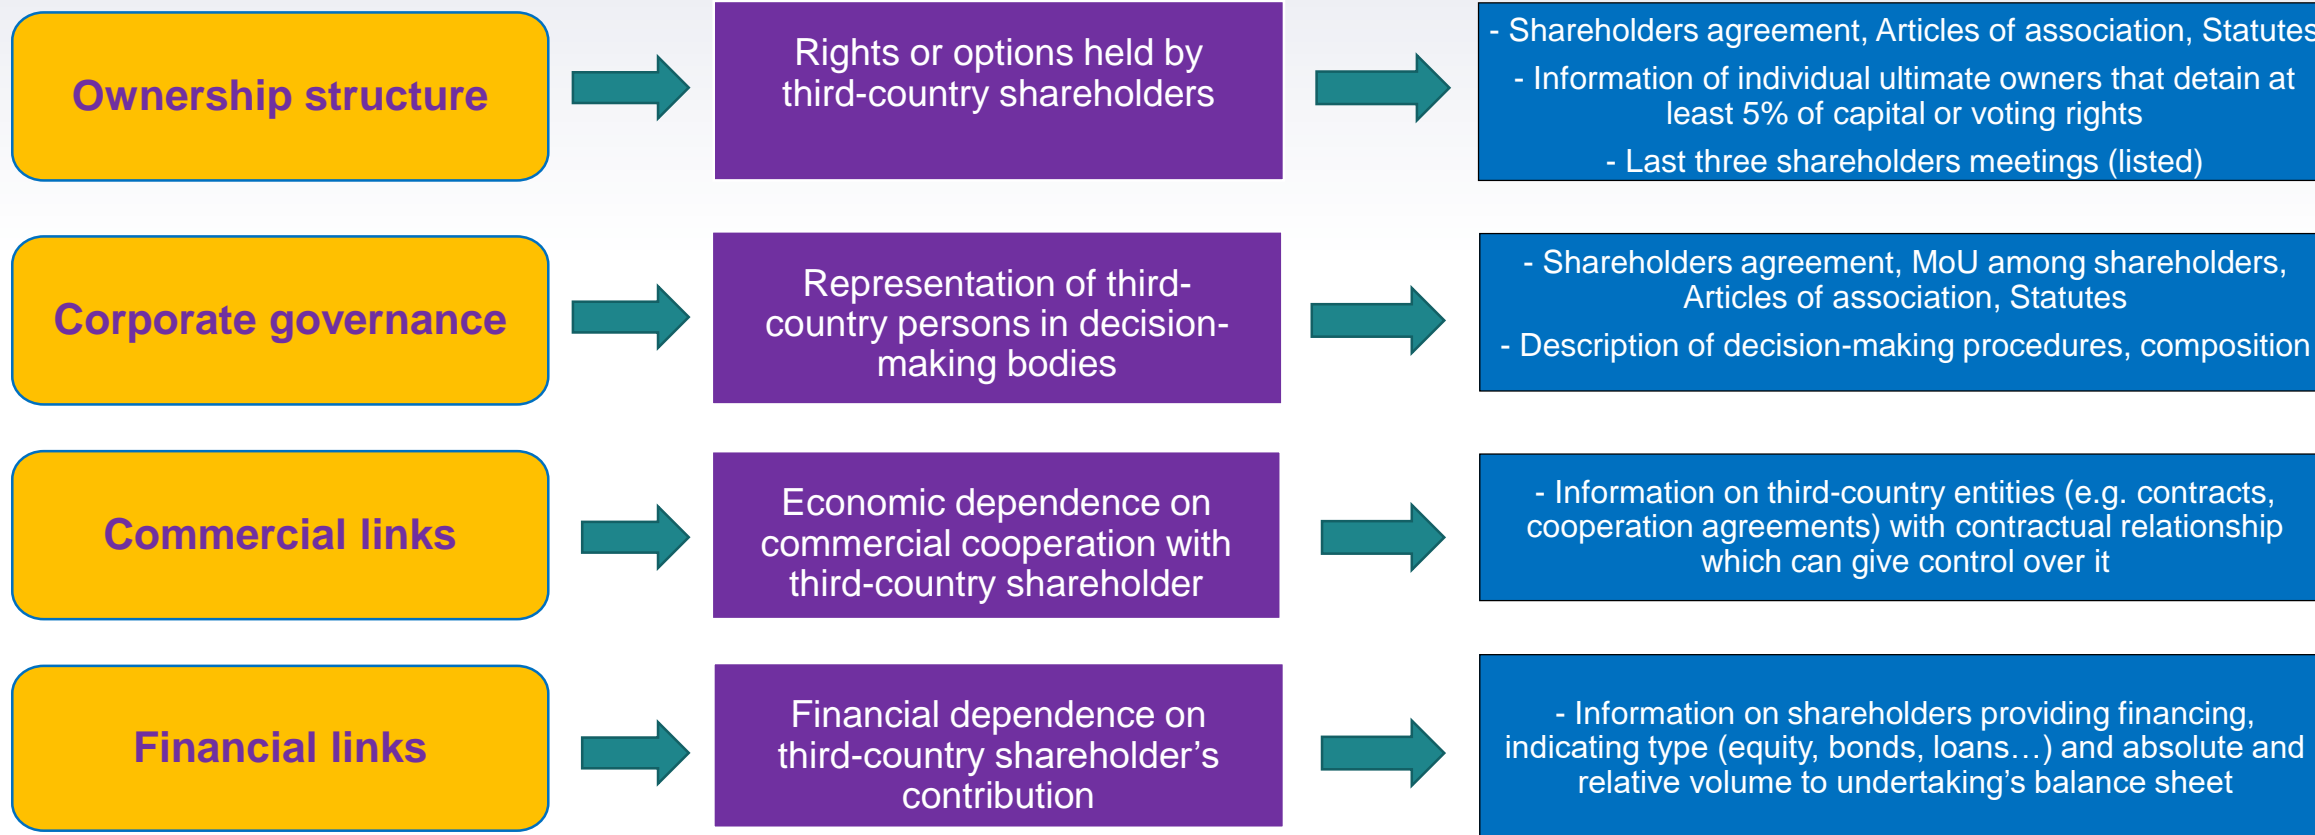 Ownership structure
Rights or options held by
third-country shareholders
- Shareholders agreement, Articles of association, Statutes
- Information of individual ultimate owners that detain at
least 5% of capital or voting rights
- Last three shareholders meetings (listed)
Corporate governance
Representation of third-
country persons in decision-
making bodies
- Shareholders agreement, MoU among shareholders,
Articles of association, Statutes
- Description of decision-making procedures, composition
Commercial links
Economic dependence on
commercial cooperation with
third-country shareholder
- Information on third-country entities (e.g. contracts,
cooperation agreements) with contractual relationship
which can give control over it
Financial links
Financial dependence on
third-country shareholder’s
contribution
- Information on shareholders providing financing,
indicating type (equity, bonds, loans…) and absolute and
relative volume to undertaking’s balance sheet